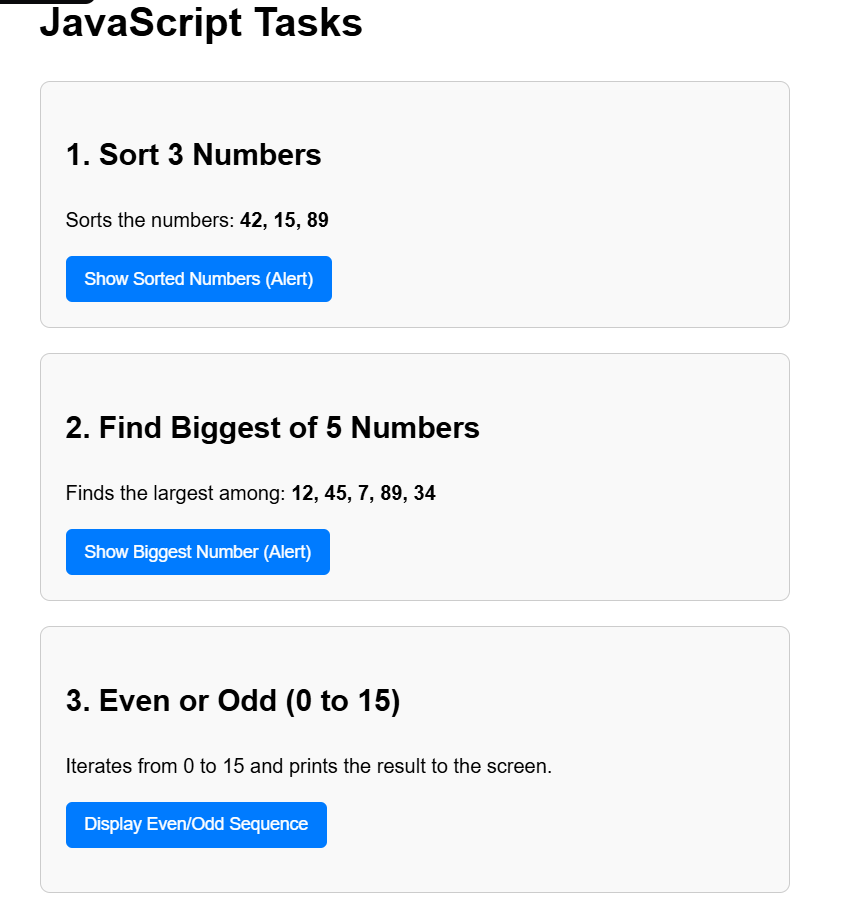 JavaScript Tasks
1. Sort 3 Numbers
Sorts the numbers: 42, 15, 89
Show Sorted Numbers (Alert)
2. Find Biggest of 5 Numbers
Finds the largest among: 12, 45, 7, 89, 34
Show Biggest Number (Alert)
3. Even or Odd (0 to 15)
Iterates from 0 to 15 and prints the result to the screen.
Display Even/Odd Sequence